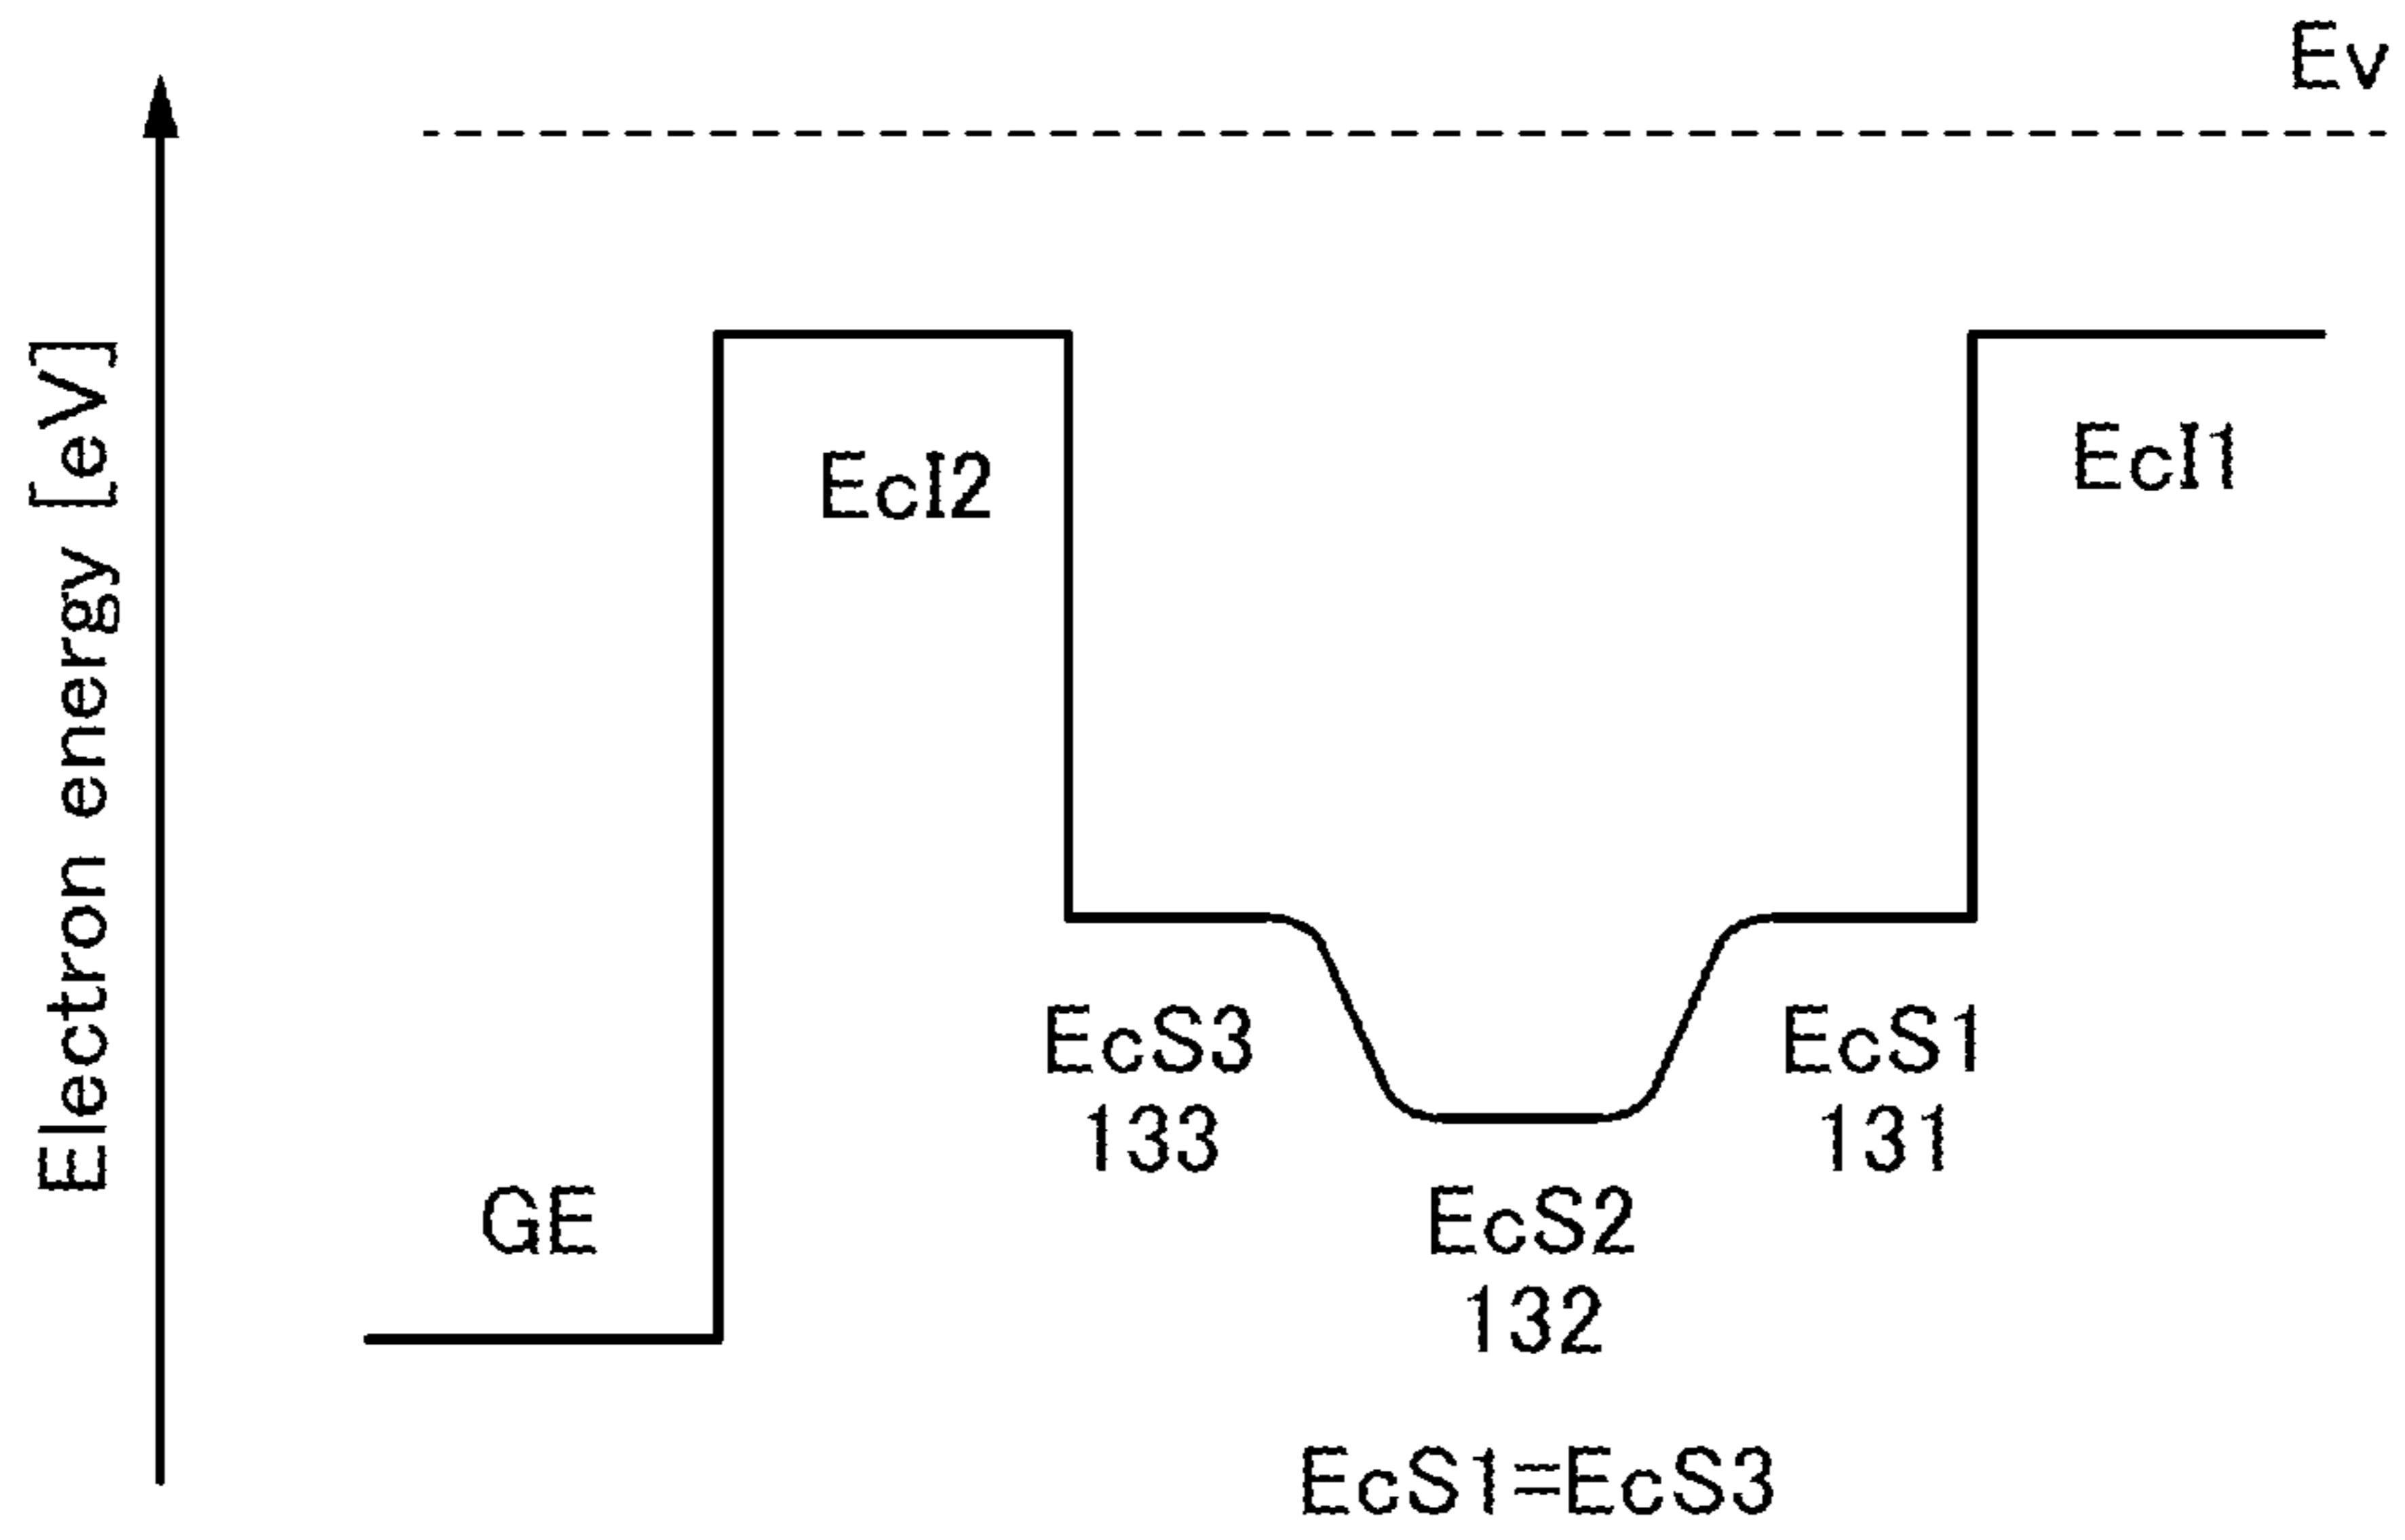 Ev
Electron energy [eV]
EcI2
EcI1
EcS3
133
EcS1
131
GE
EcS2
132
EcS1=EcS3